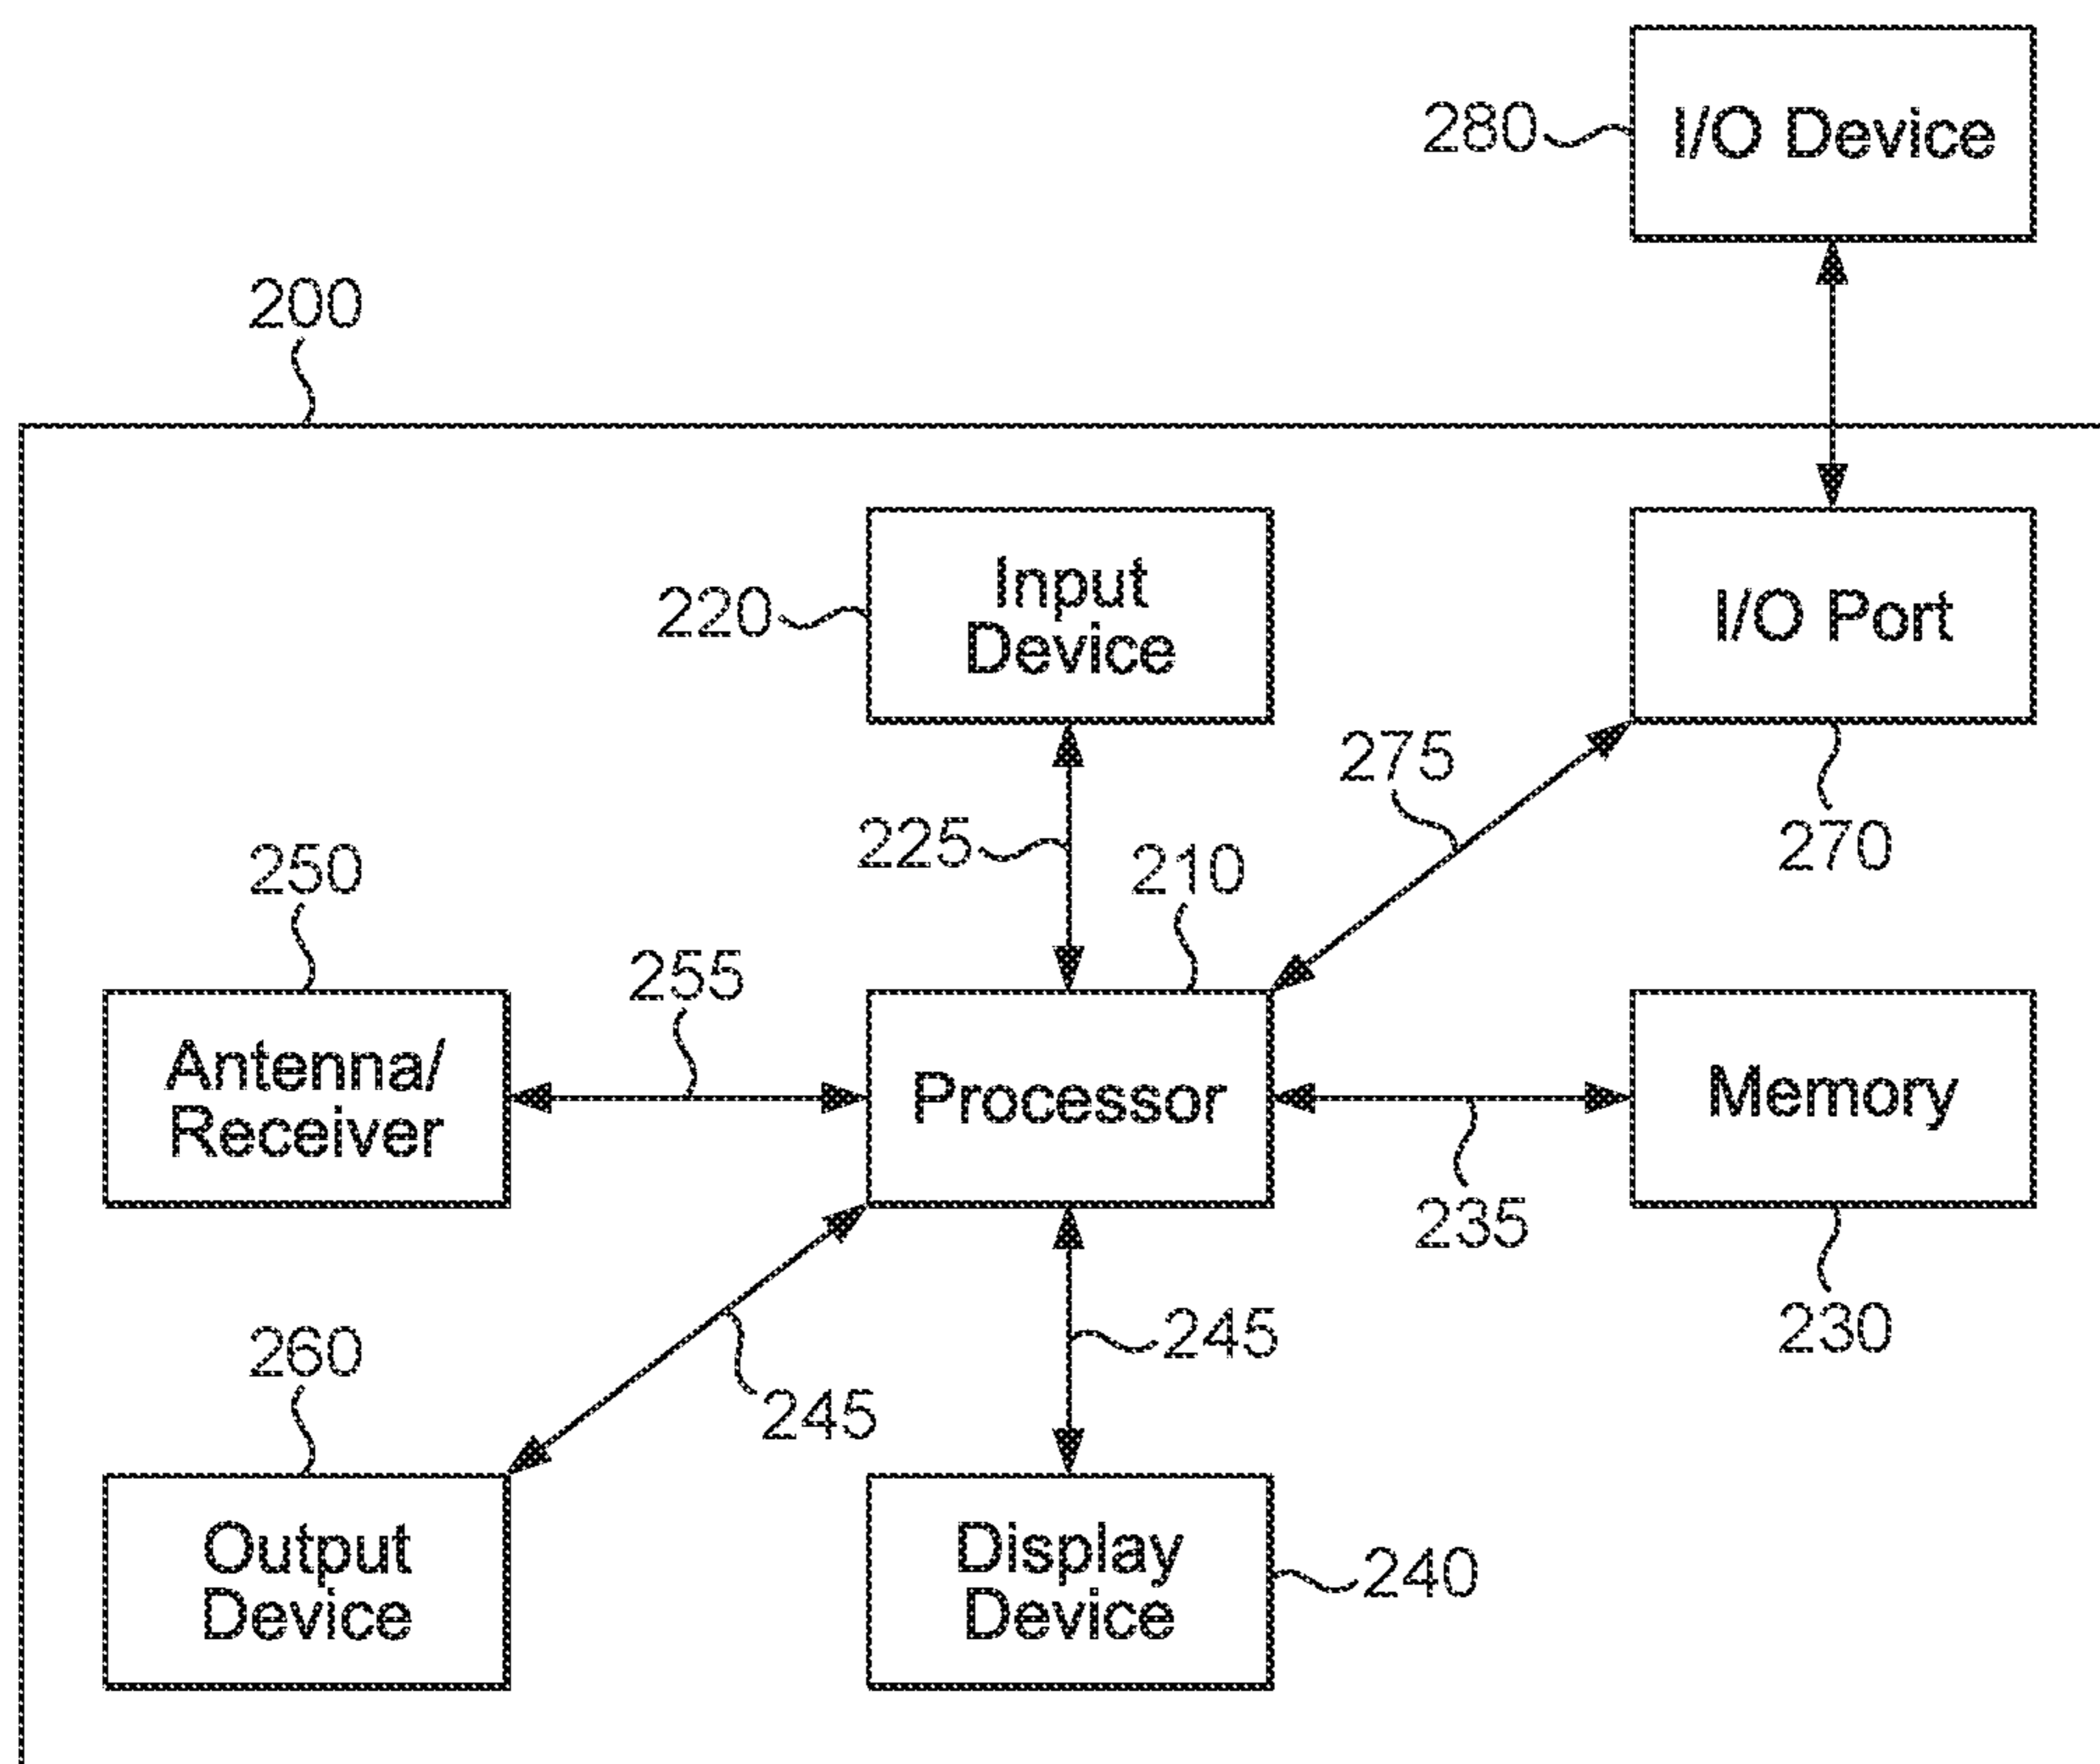 280
I/O Device
200
Input
Device
220
I/O Port
275
225
210
270
250
255
Antenna/
Receiver
Processor
Memory
235
245
230
260
245
Output
Device
Display
Device
240